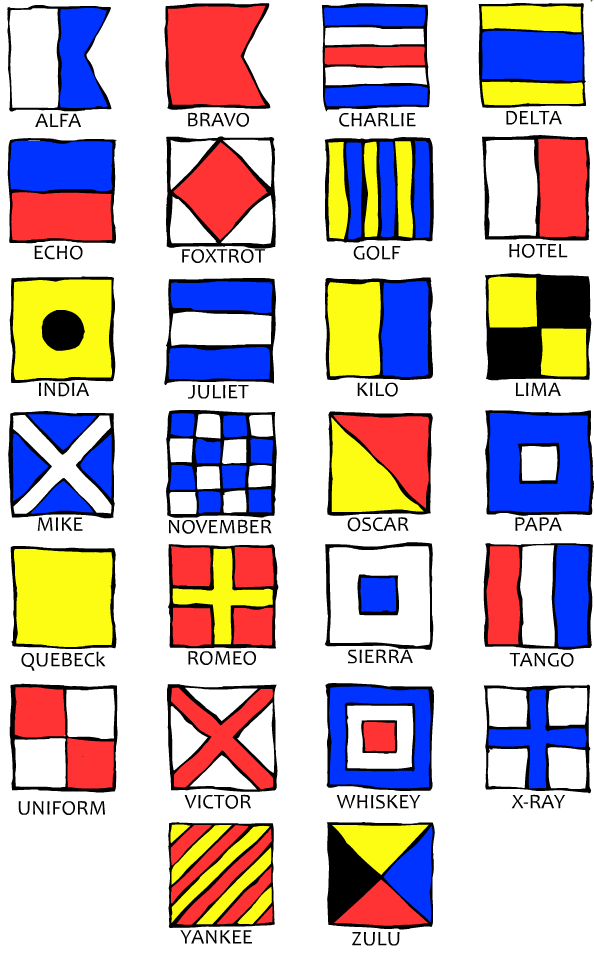 ALFA BRAVO CHARLIE DELTA
ECHO FOXTROT GOLF HOTEL
INDIA JULIET KILO LIMA
MIKE NOVEMBER OSCAR PAPA
QUEBECk ROMEO SIERRA TANGO
UNIFORM VICTOR WHISKEY X-RAY
YANKEE ZULU